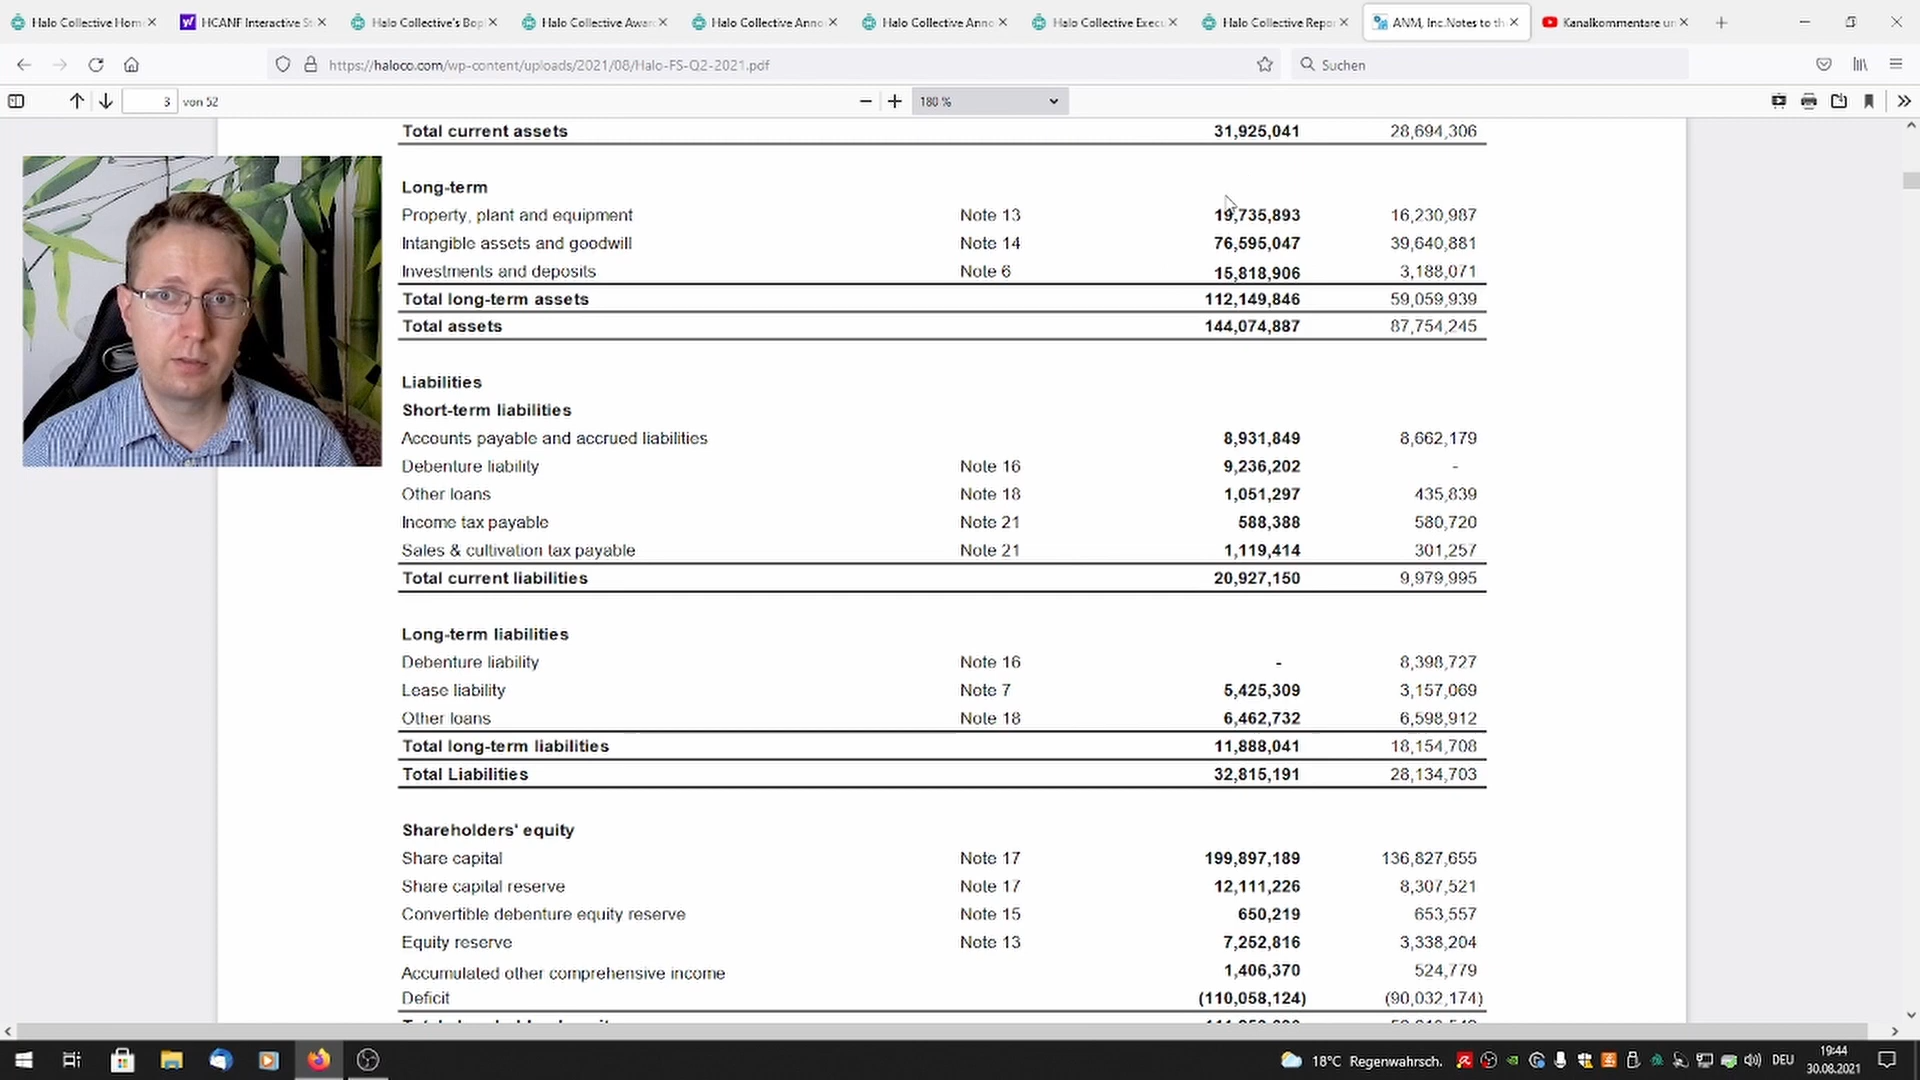 Halo Collective Home
HCANF Interactive St
Halo Collective's Bop
Halo Collective Awar
Halo Collective Anno
Halo Collective Anno
Halo Collective Execu
Halo Collective Repor
ANM, Inc.Notes to th
Kanalkommentare un
https://haloco.com/wp-content/uploads/2021/08/Halo-FS-Q2-2021.pdf
Suchen
3 von 52
180 %
Total current assets 31,925,041 28,694,306
Long-term
Property, plant and equipment Note 13 19,735,893 16,230,987
Intangible assets and goodwill Note 14 76,595,047 39,640,881
Investments and deposits Note 6 15,818,906 3,188,071
Total long-term assets 112,149,846 59,059,939
Total assets 144,074,887 87,754,245
Liabilities
Short-term liabilities
Accounts payable and accrued liabilities 8,931,849 8,662,179
Debenture liability Note 16 9,236,202 -
Other loans Note 18 1,051,297 435,839
Income tax payable Note 21 588,388 580,720
Sales & cultivation tax payable Note 21 1,119,414 301,257
Total current liabilities 20,927,150 9,979,995
Long-term liabilities
Debenture liability Note 16 - 8,398,727
Lease liability Note 7 5,425,309 3,157,069
Other loans Note 18 6,462,732 6,598,912
Total long-term liabilities 11,888,041 18,154,708
Total Liabilities 32,815,191 28,134,703
Shareholders' equity
Share capital Note 17 199,897,189 136,827,655
Share capital reserve Note 17 12,111,226 8,307,521
Convertible debenture equity reserve Note 15 650,219 653,557
Equity reserve Note 13 7,252,816 3,338,204
Accumulated other comprehensive income 1,406,370 524,779
Deficit (110,058,124) (90,032,174)
18°C Regenwahrsch.
DEU
19:44
30.08.2021